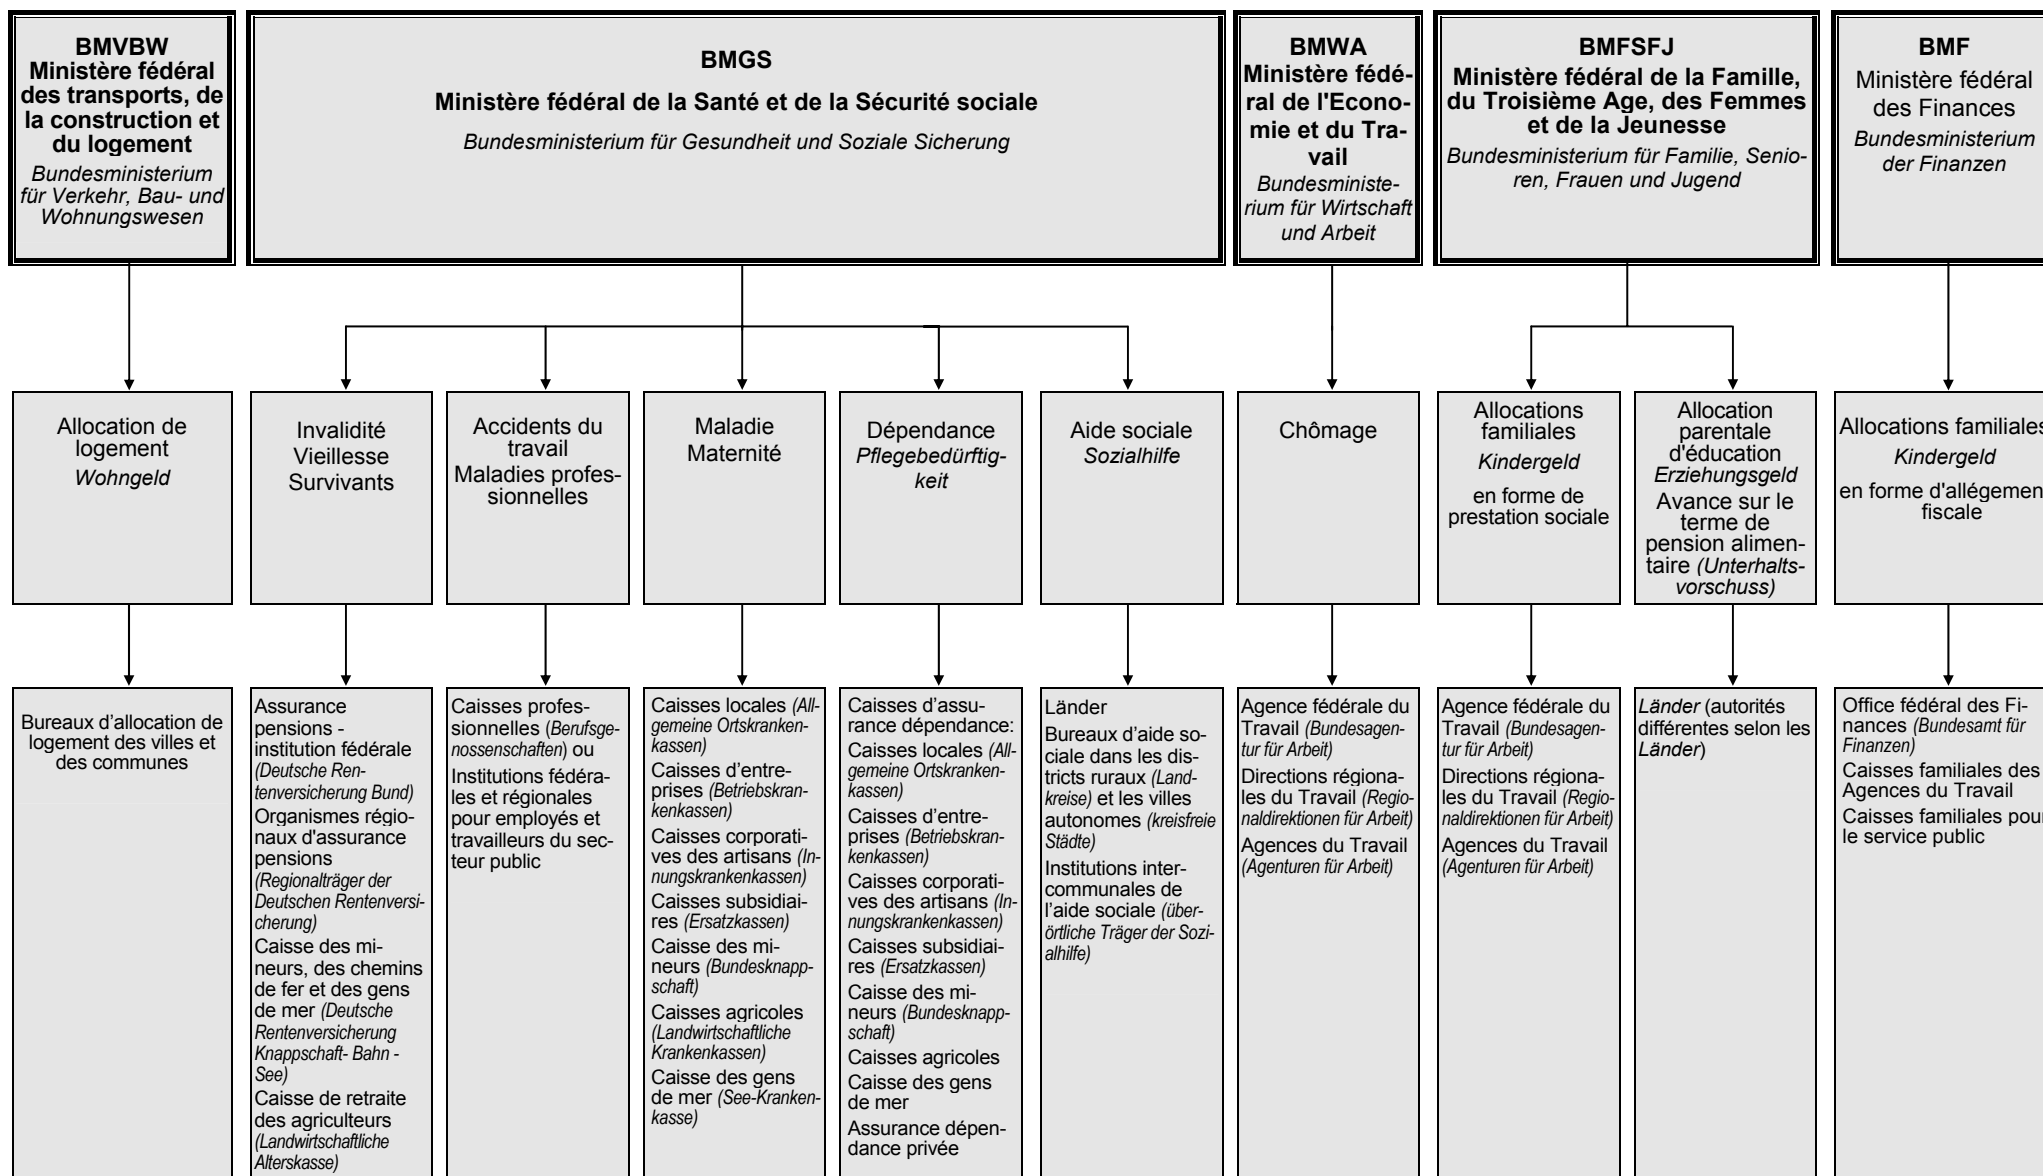 BMVBW
Ministère fédéral
des transports, de
la construction et
du logement
Bundesministerium
für Verkehr, Bau- und
Wohnungswesen
BMGS
Ministère fédéral de la Santé et de la Sécurité sociale
Bundesministerium für Gesundheit und Soziale Sicherung
BMWA
Ministère fédé-
ral de l'Econo-
mie et du Tra-
vail
Bundesministe-
rium für Wirtschaft
und Arbeit
BMFSFJ
Ministère fédéral de la Famille,
du Troisième Age, des Femmes
et de la Jeunesse
Bundesministerium für Familie, Senio-
ren, Frauen und Jugend
BMF
Ministère fédéral
des Finances
Bundesministerium
der Finanzen
Allocation de
logement
Wohngeld
Invalidité
Vieillesse
Survivants
Accidents du
travail
Maladies profes-
sionnelles
Maladie
Maternité
Dépendance
Pflegebedürftig-
keit
Aide sociale
Sozialhilfe
Chômage
Allocations
familiales
Kindergeld
en forme de
prestation sociale
Allocation
parentale
d'éducation
Erziehungsgeld
Avance sur le
terme de
pension alimen-
taire (Unterhalts-
vorschuss)
Allocations familiales
Kindergeld
en forme d'allégemen
fiscale
Bureaux d’allocation de
logement des villes et
des communes
Assurance
pensions -
institution fédérale
(Deutsche Ren-
tenversicherung Bund)
Organismes régio-
naux d'assurance
pensions
(Regionalträger der
Deutschen Rentenversi-
cherung)
Caisse des mi-
neurs, des chemins
de fer et des gens
de mer (Deutsche
Rentenversicherung
Knappschaft- Bahn -
See)
Caisse de retraite
des agriculteurs
(Landwirtschaftliche
Alterskasse)
Caisses profes-
sionnelles (Berufsge-
nossenschaften) ou
Institutions fédéra-
les et régionales
pour employés et
travailleurs du sec-
teur public
Caisses locales (All-
gemeine Ortskranken-
kassen)
Caisses d’entre-
prises (Betriebskran-
kenkassen)
Caisses corporati-
ves des artisans (In-
nungskrankenkassen)
Caisses subsidiai-
res (Ersatzkassen)
Caisse des mi-
neurs (Bundesknapp-
schaft)
Caisses agricoles
(Landwirtschaftliche
Krankenkassen)
Caisse des gens
de mer (See-Kranken-
kasse)
Caisses d’assu-
rance dépendance:
Caisses locales (All-
gemeine Ortskranken-
kassen)
Caisses d’entre-
prises (Betriebskran-
kenkassen)
Caisses corporati-
ves des artisans (In-
nungskrankenkassen)
Caisses subsidiai-
res (Ersatzkassen)
Caisse des mi-
neurs (Bundesknapp-
schaft)
Caisses agricoles
Caisse des gens
de mer
Assurance dépen-
dance privée
Länder
Bureaux d’aide so-
ciale dans les dis-
tricts ruraux (Land-
kreise) et les villes
autonomes (kreisfreie
Städte)
Institutions inter-
communales de
l’aide sociale (über-
örtliche Träger der Sozi-
alhilfe)
Agence fédérale du
Travail (Bundesagen-
tur für Arbeit)
Directions régiona-
les du Travail (Regio-
naldirektionen für Arbeit)
Agences du Travail
(Agenturen für Arbeit)
Agence fédérale du
Travail (Bundesagen-
tur für Arbeit)
Directions régiona-
les du Travail (Regio-
naldirektionen für Arbeit)
Agences du Travail
(Agenturen für Arbeit)
Länder (autorités
différentes selon les
Länder)
Office fédéral des Fi-
nances (Bundesamt für
Finanzen)
Caisses familiales des
Agences du Travail
Caisses familiales pour
le service public